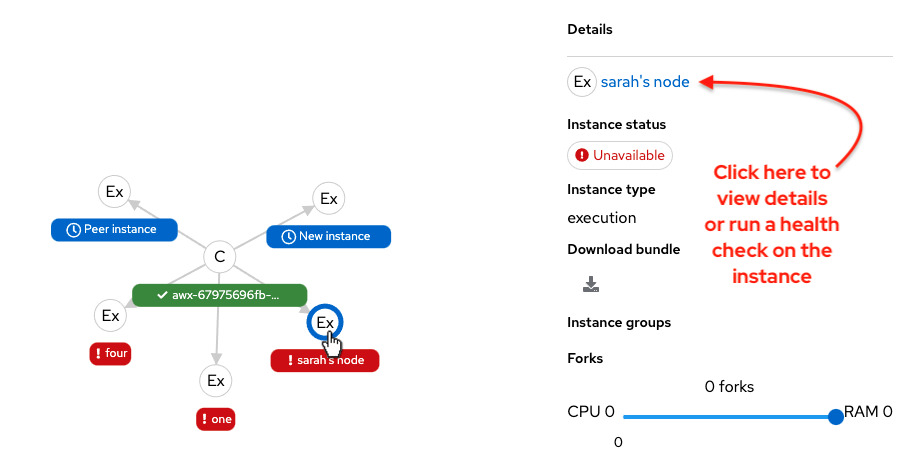 Details
Ex sarah's node
Instance status
Unavailable
Instance type
execution
Download bundle
Instance groups
Forks
0 forks
CPU 0
RAM 0
0
Click here to
view details
or run a health
check on the
instance
Ex
Peer instance
Ex
New instance
C
awx-67975696fb-...
Ex
four
Ex
sarah's node
Ex
one